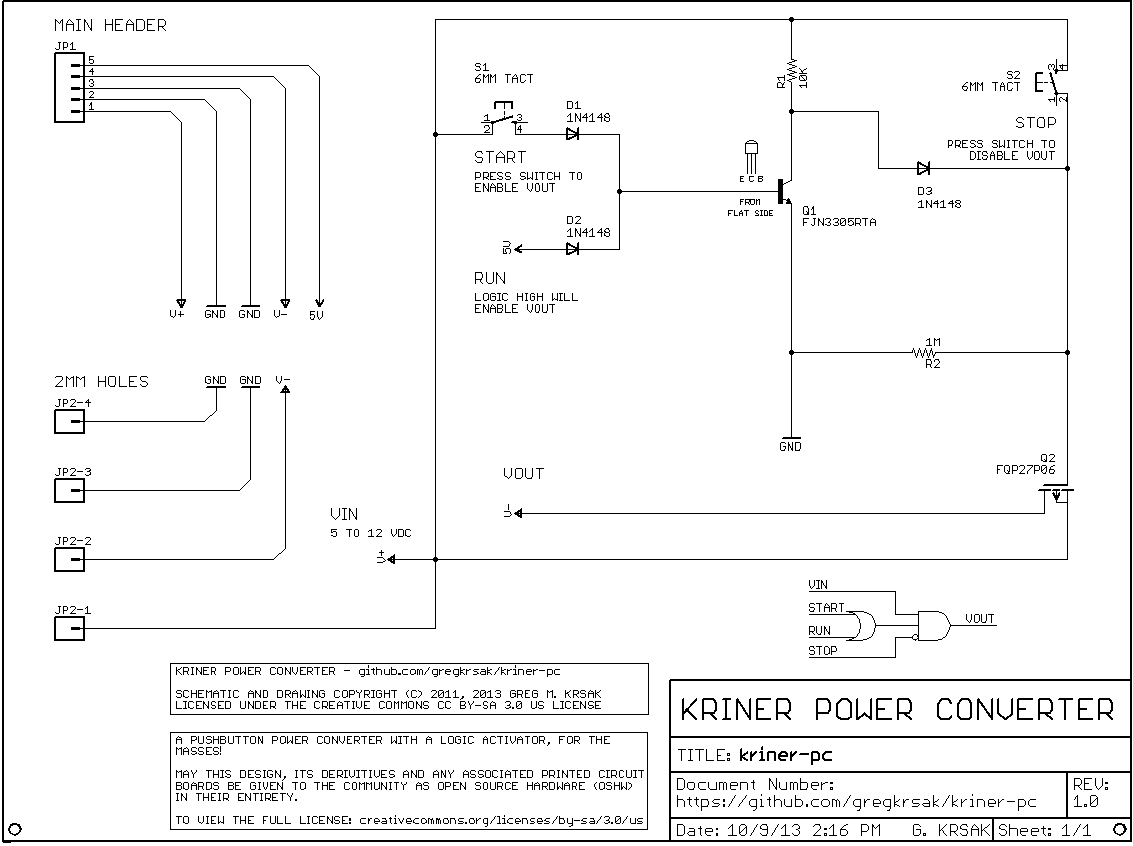 MAIN HEADER
JP1
5
4
3
2
1
V+
GND
GND
V-
5V
2MM HOLES
GND
GND
V-
JP2-4
JP2-3
JP2-2
JP2-1
VIN
5 TO 12 VDC
V+
S1
6MM TACT
1
2
3
4
START
PRESS SWITCH TO
ENABLE VOUT
D1
1N4148
D2
1N4148
5V
RUN
LOGIC HIGH WILL
ENABLE VOUT
E C B
FROM
FLAT SIDE
R1
10K
Q1
FJN3305RTA
S2
6MM TACT
3
4
1
2
STOP
PRESS SWITCH TO
DISABLE VOUT
D3
1N4148
1M
R2
GND
Q2
FQP27P06
VOUT
V-
VIN
START
RUN
STOP
VOUT
KRINER POWER CONVERTER - github.com/gregkrsak/kriner-pc
SCHEMATIC AND DRAWING COPYRIGHT (C) 2011, 2013 GREG M. KRSAK
LICENSED UNDER THE CREATIVE COMMONS CC BY-SA 3.0 US LICENSE
A PUSHBUTTON POWER CONVERTER WITH A LOGIC ACTIVATOR, FOR THE
MASSES!
MAY THIS DESIGN, ITS DERIVITIVES AND ANY ASSOCIATED PRINTED CIRCUIT
BOARDS BE GIVEN TO THE COMMUNITY AS OPEN SOURCE HARDWARE (OSHW)
IN THEIR ENTIRETY.
TO VIEW THE FULL LICENSE: creativecommons.org/licenses/by-sa/3.0/us
KRINER POWER CONVERTER
TITLE: kriner-pc
Document Number:
https://github.com/gregkrsak/kriner-pc
REV:
1.0
Date: 10/9/13 2:16 PM
G. KRSAK
Sheet: 1/1